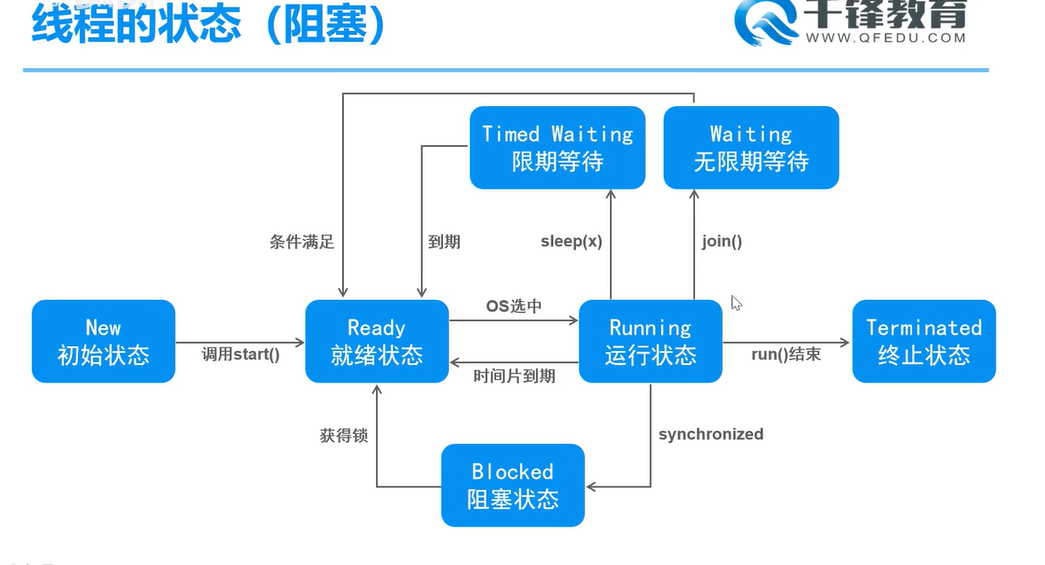 线程的状态（阻塞）
千锋教育
WWW.QFEDU.COM
Timed Waiting
限期等待
Waiting
无限期等待
条件满足
到期
sleep(x)
join()
New
初始状态
调用start()
Ready
就绪状态
OS选中
时间片到期
Running
运行状态
run()结束
Terminated
终止状态
获得锁
synchronized
Blocked
阻塞状态